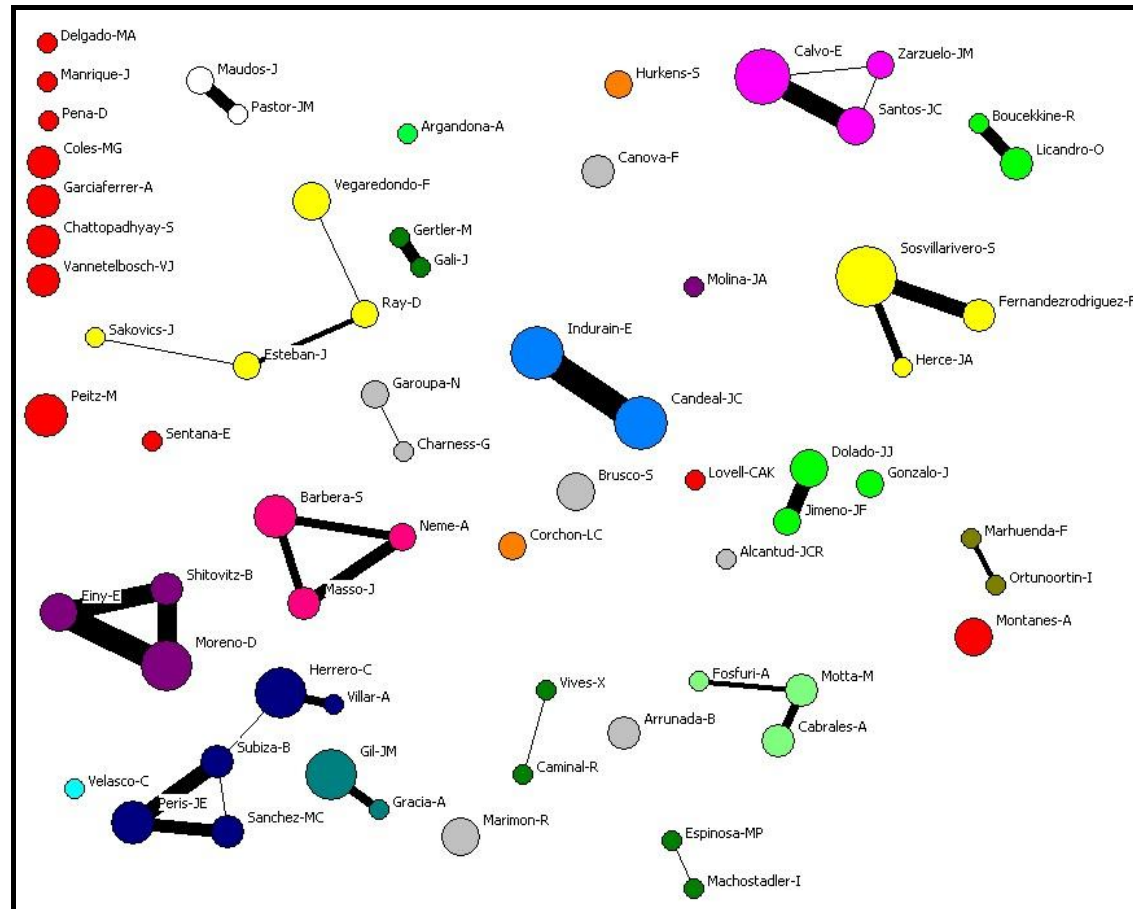 Delgado-MA
Manrique-J
Pena-D
Coles-MG
Garciaferrer-A
Chattopadhyay-S
Vannetelbosch-VJ
Maudos-J
Pastor-JM
Argandona-A
Hurkens-S
Canova-F
Calvo-E
Zarzuelo-JM
Santos-JC
Boucekkine-R
Licandro-O
Vegaredondo-F
Gertler-M
Gali-J
Ray-D
Sakovics-J
Esteban-J
Molina-JA
Sosvillarivero-S
Fernandezrodriguez-F
Herce-JA
Indurain-E
Candeal-JC
Peitz-M
Sentana-E
Garoupa-N
Charness-G
Brusco-S
Lovell-CAK
Dolado-JJ
Gonzalo-J
Jimeno-JF
Barbera-S
Neme-A
Masso-J
Corchon-LC
Alcantud-JCR
Marhuenda-F
Ortunoortin-I
Montanes-A
Shitovitz-B
Einy-E
Moreno-D
Herrero-C
Villar-A
Subiza-B
Velasco-C
Peris-JE
Sanchez-MC
Gil-JM
Gracia-A
Vives-X
Caminal-R
Arrunada-B
Fosfuri-A
Motta-M
Cabrales-A
Marimon-R
Espinosa-MP
Machostadler-I